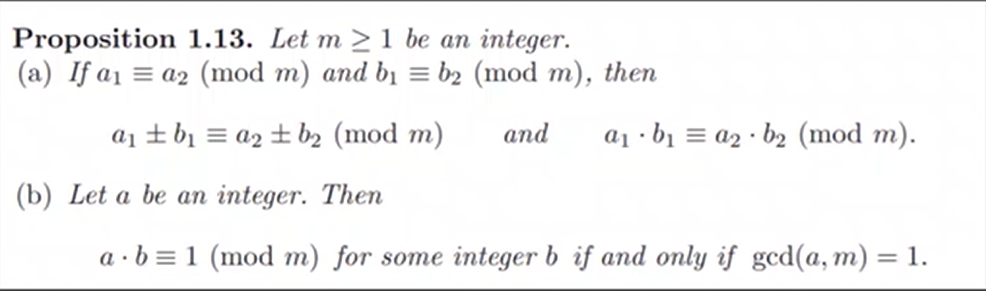 Proposition 1.13. Let m ≥ 1 be an integer.
(a) If a₁ ≡ a₂ (mod m) and b₁ ≡ b₂ (mod m), then
a₁ ± b₁ ≡ a₂ ± b₂ (mod m) and a₁ · b₁ ≡ a₂ · b₂ (mod m).
(b) Let a be an integer. Then
a · b ≡ 1 (mod m) for some integer b if and only if gcd(a, m) = 1.